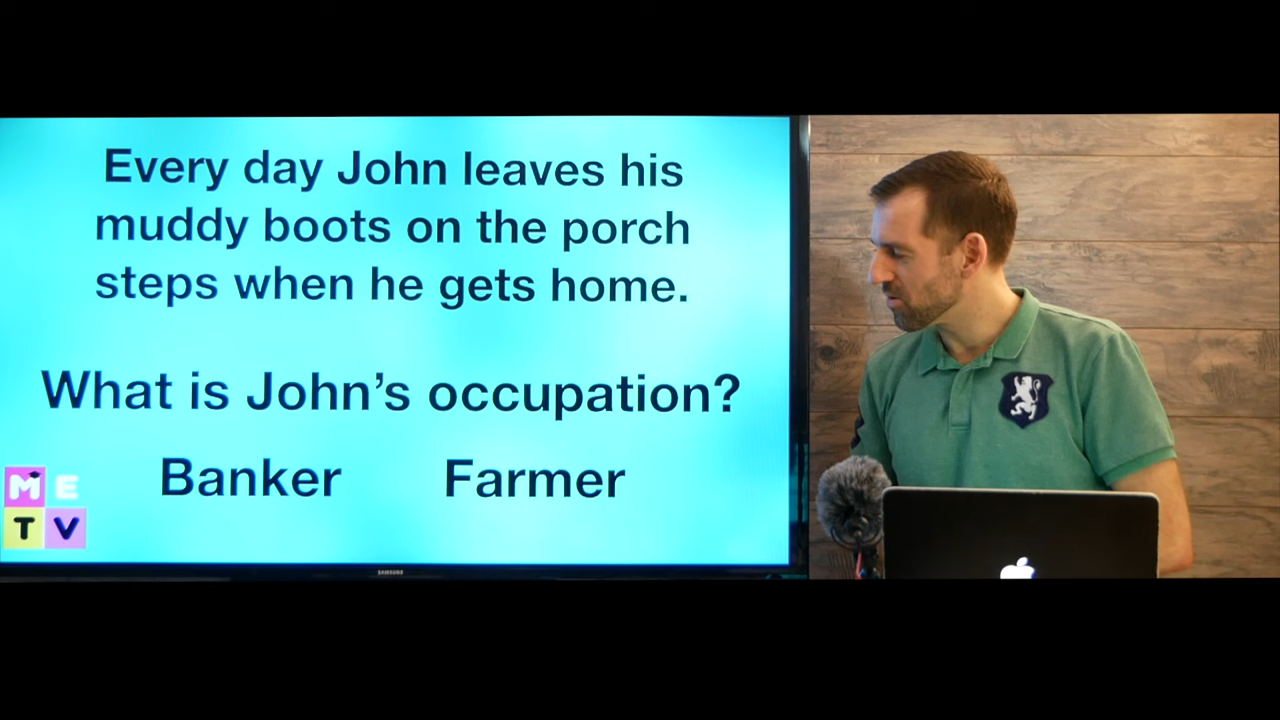 Every day John leaves his
muddy boots on the porch
steps when he gets home.
What is John’s occupation?
Banker Farmer
M E
T V
SAMSUNG